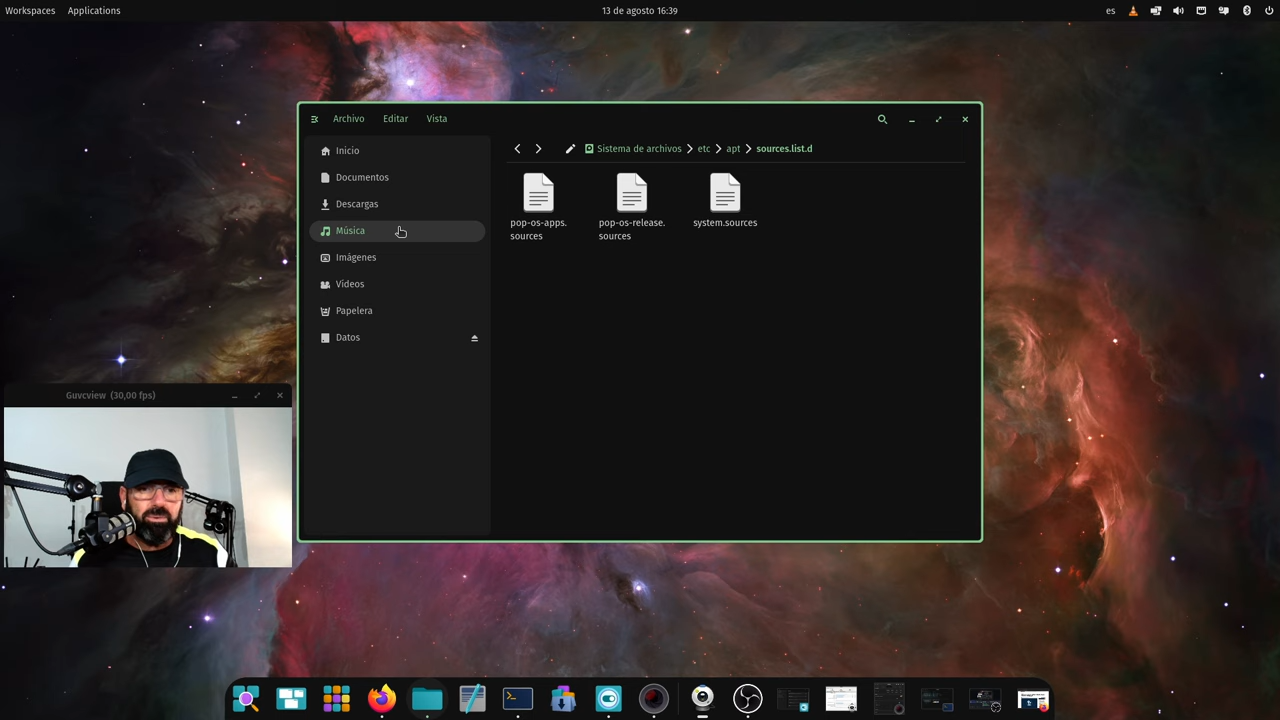 Workspaces Applications 13 de agosto 16:39 es
Archivo Editar Vista
Inicio
Documentos
Descargas
Música
Imágenes
Vídeos
Papelera
Datos
Sistema de archivos etc apt sources.list.d
pop-os-apps.
sources
pop-os-release.
sources
system.sources
Guvcview (30,00 fps)